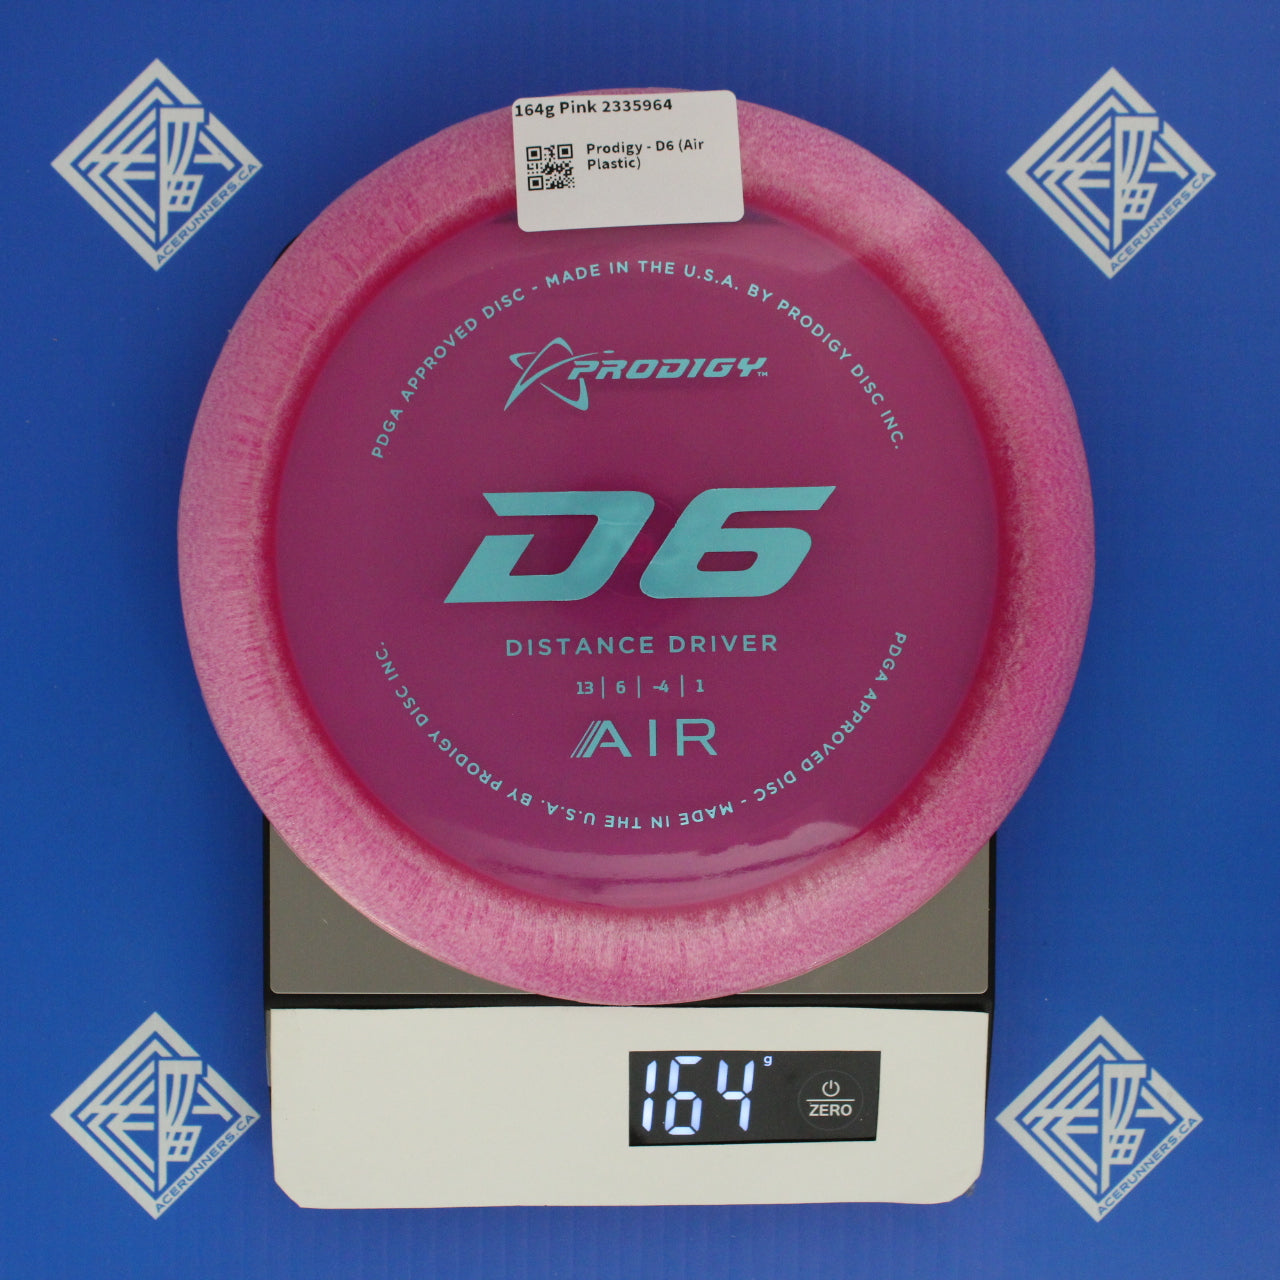 164g Pink 2335964
Prodigy - D6 (Air
Plastic)
PDGA APPROVED DISC - MADE IN THE U.S.A. BY PRODIGY DISC INC.
PRODIGY™
D6
DISTANCE DRIVER
13 | 6 | -4 | 1
AIR
PDGA APPROVED DISC - MADE IN THE U.S.A. BY PRODIGY DISC INC.
164 g
ZERO
ACERUNNERS.CA
ACERUNNERS.CA
ACERUNNERS.CA
ACERUNNERS.CA